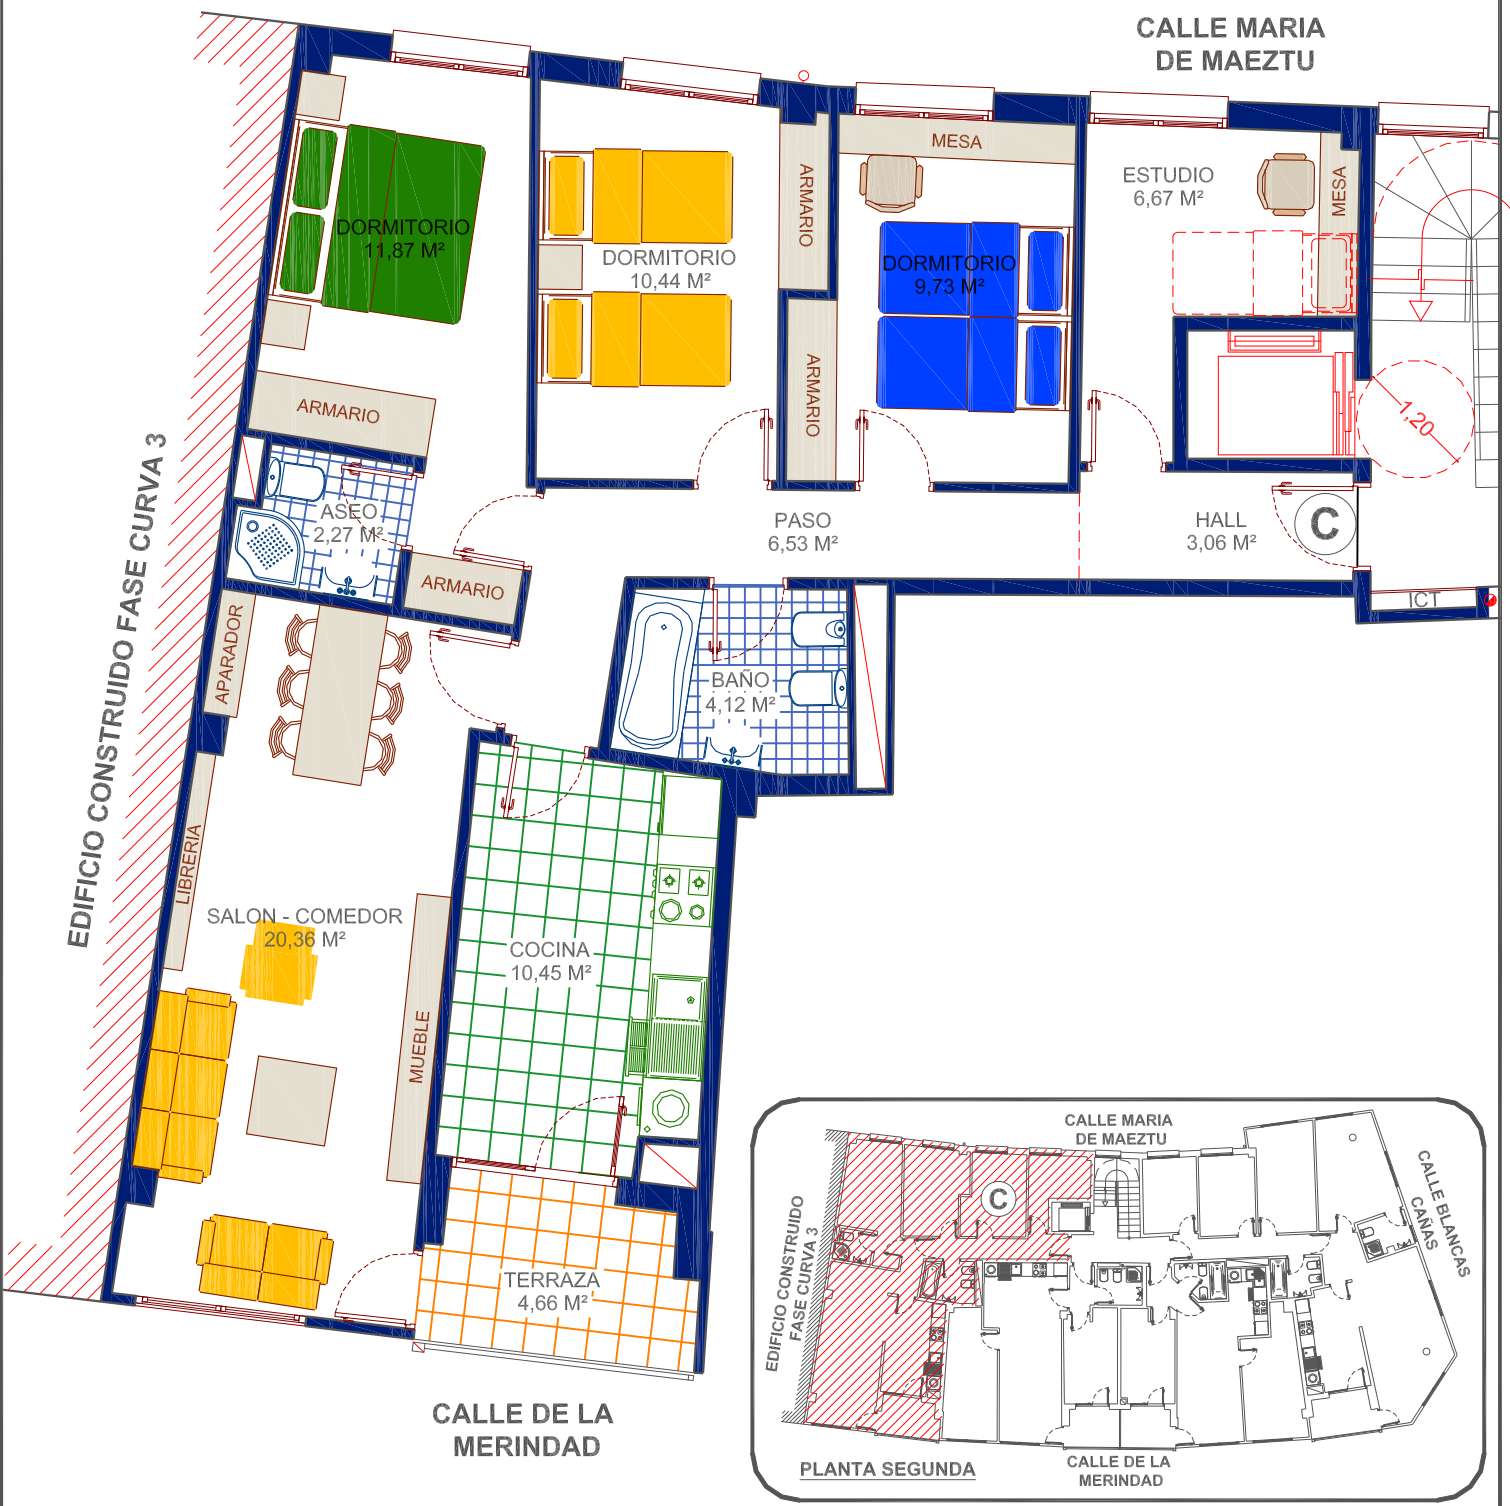 CALLE MARIA
DE MAEZTU
MESA
ESTUDIO
6,67 M²
MESA
ARMARIO
DORMITORIO
11,87 M²
DORMITORIO
10,44 M²
DORMITORIO
9,73 M²
ARMARIO
ARMARIO
1,20
EDIFICIO CONSTRUIDO FASE CURVA 3
ASEO
2,27 M²
PASO
6,53 M²
HALL
3,06 M²
C
ARMARIO
ICT
APARADOR
BAÑO
4,12 M²
LIBRERIA
SALON - COMEDOR
20,36 M²
COCINA
10,45 M²
MUEBLE
TERRAZA
4,66 M²
CALLE DE LA
MERINDAD
CALLE MARIA
DE MAEZTU
C
EDIFICIO CONSTRUIDO
FASE CURVA 3
CALLE BLANCAS
CAÑAS
PLANTA SEGUNDA
CALLE DE LA
MERINDAD